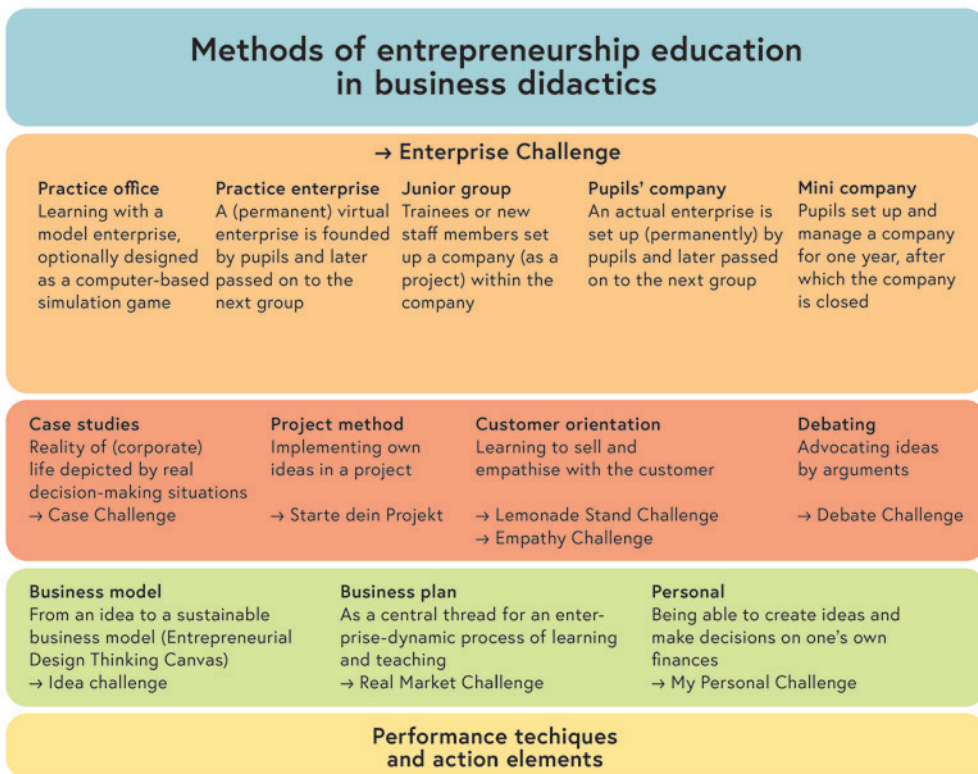 Methods of entrepreneurship education
in business didactics
→ Enterprise Challenge
Practice office
Learning with a
model enterprise,
optionally designed
as a computer-based
simulation game
Practice enterprise
A (permanent) virtual
enterprise is founded
by pupils and later
passed on to the
next group
Junior group
Trainees or new
staff members set
up a company (as a
project) within the
company
Pupils' company
An actual enterprise is
set up (permanently) by
pupils and later passed
on to the next group
Mini company
Pupils set up and
manage a company
for one year, after
which the company
is closed
Case studies
Reality of (corporate)
life depicted by real
decision-making situations
→ Case Challenge
Project method
Implementing own
ideas in a project
→ Starte dein Projekt
Customer orientation
Learning to sell and
empathise with the customer
→ Lemonade Stand Challenge
→ Empathy Challenge
Debating
Advocating ideas
by arguments
→ Debate Challenge
Business model
From an idea to a sustainable
business model (Entrepreneurial
Design Thinking Canvas)
→ Idea challenge
Business plan
As a central thread for an enter-
prise-dynamic process of learning
and teaching
→ Real Market Challenge
Personal
Being able to create ideas and
make decisions on one's own
finances
→ My Personal Challenge
Performance techiques
and action elements